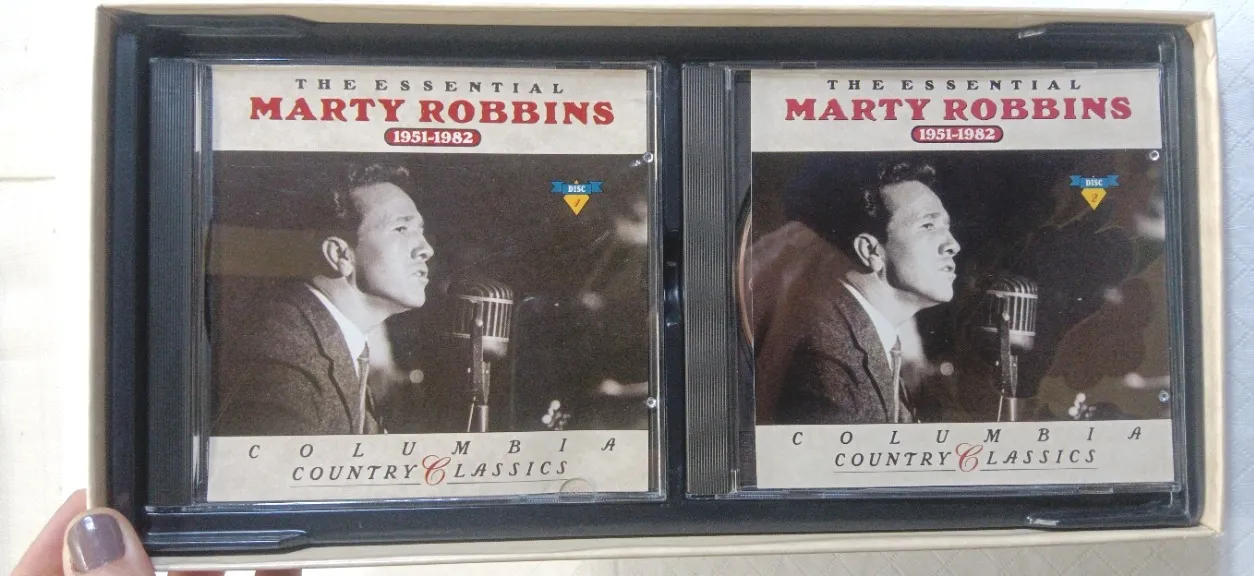 THE ESSENTIAL
MARTY ROBBINS
1951-1982
DISC
1
COLUMBIA
COUNTRY CLASSICS
THE ESSENTIAL
MARTY ROBBINS
1951-1982
DISC
2
COLUMBIA
COUNTRY CLASSICS